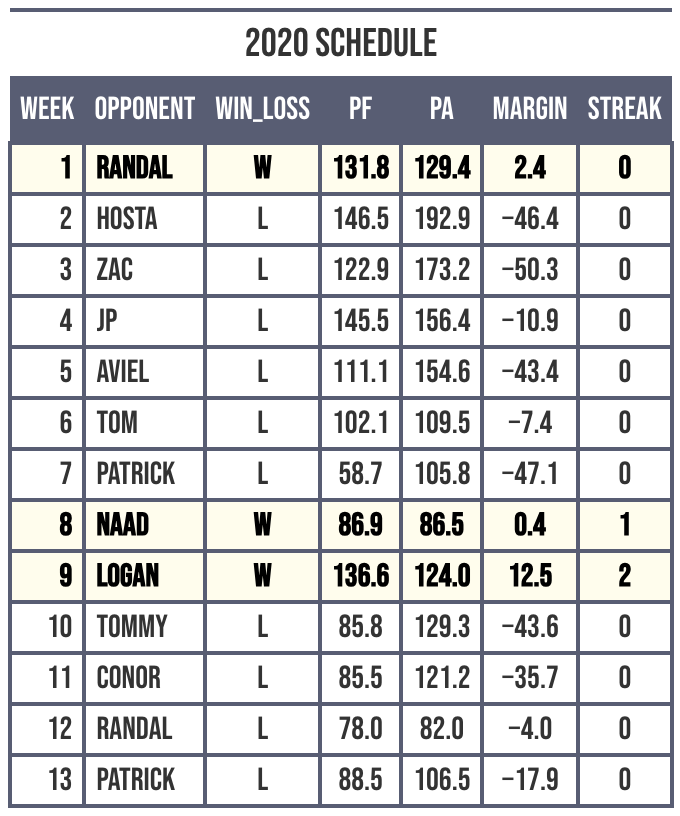 2020 SCHEDULE
WEEK OPPONENT WIN_LOSS PF PA MARGIN STREAK
1 RANDAL W 131.8 129.4 2.4 0
2 HOSTA L 146.5 192.9 −46.4 0
3 ZAC L 122.9 173.2 −50.3 0
4 JP L 145.5 156.4 −10.9 0
5 AVIEL L 111.1 154.6 −43.4 0
6 TOM L 102.1 109.5 −7.4 0
7 PATRICK L 58.7 105.8 −47.1 0
8 NAAD W 86.9 86.5 0.4 1
9 LOGAN W 136.6 124.0 12.5 2
10 TOMMY L 85.8 129.3 −43.6 0
11 CONOR L 85.5 121.2 −35.7 0
12 RANDAL L 78.0 82.0 −4.0 0
13 PATRICK L 88.5 106.5 −17.9 0